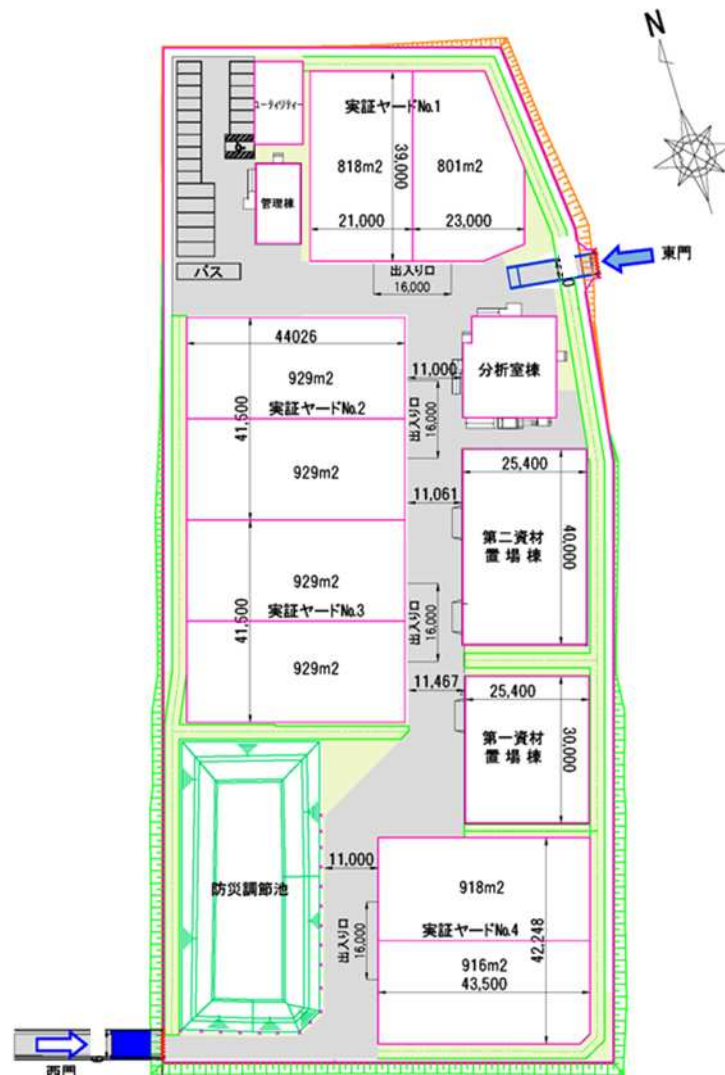 N
ユーティリティー
実証ヤードNo.1
818m2
39,000
801m2
21,000
23,000
管理棟
バス
出入り口
16,000
東門
44026
929m2
実証ヤードNo.2
41,500
929m2
11,000
出入り口
16,000
分析室棟
25,400
11,061
第二資材
置場棟
40,000
929m2
実証ヤードNo.3
41,500
929m2
出入り口
16,000
11,467
25,400
第一資材
置場棟
30,000
防災調節池
11,000
918m2
出入り口
16,000
実証ヤードNo.4
42,248
916m2
43,500
6
西門